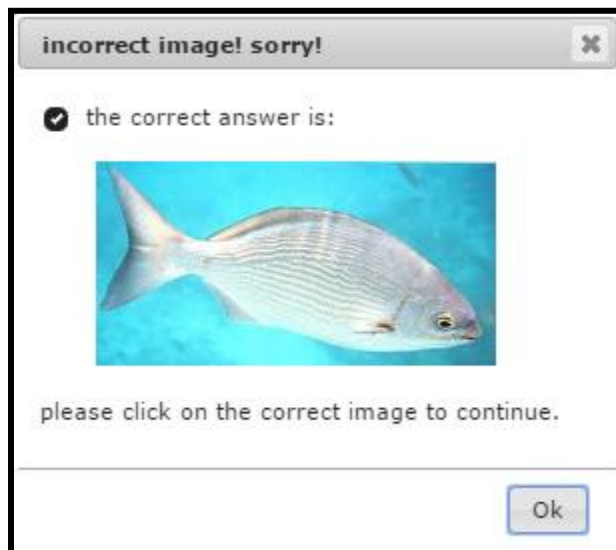 incorrect image! sorry!
the correct answer is:
please click on the correct image to continue.
Ok